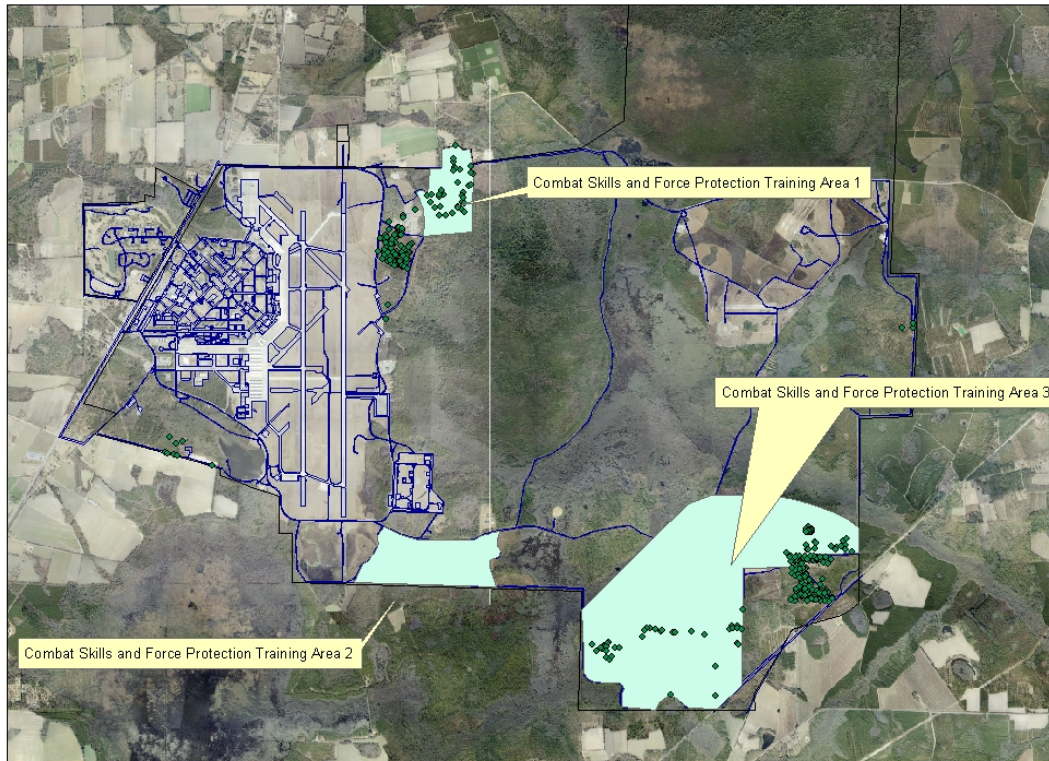 Combat Skills and Force Protection Training Area 1
Combat Skills and Force Protection Training Area 3
Combat Skills and Force Protection Training Area 2